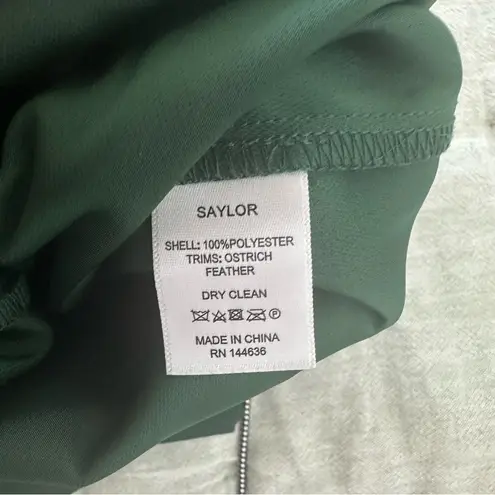 SAYLOR
SHELL: 100%POLYESTER
TRIMS: OSTRICH
FEATHER
DRY CLEAN
P
MADE IN CHINA
RN 144636